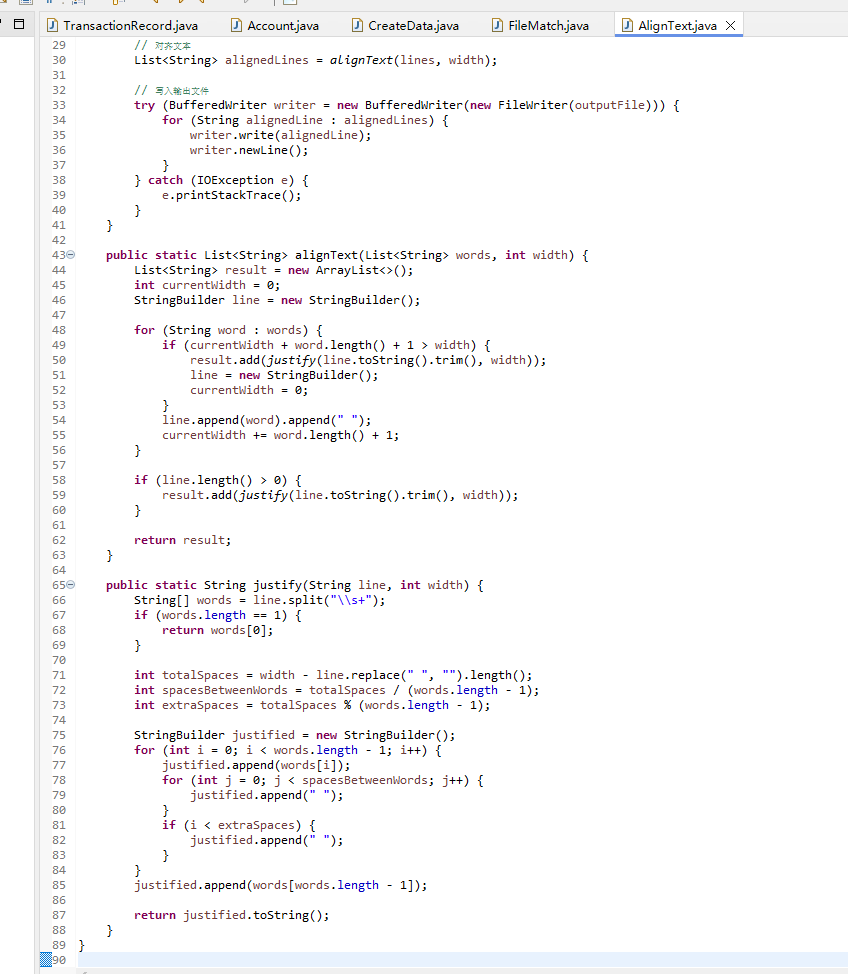 TransactionRecord.java Account.java CreateData.java FileMatch.java AlignText.java
29 // 对齐文本
30 List<String> alignedLines = alignText(lines, width);
31
32 // 写入输出文件
33 try (BufferedWriter writer = new BufferedWriter(new FileWriter(outputFile))) {
34 for (String alignedLine : alignedLines) {
35 writer.write(alignedLine);
36 writer.newLine();
37 }
38 } catch (IOException e) {
39 e.printStackTrace();
40 }
41 }
42
43 public static List<String> alignText(List<String> words, int width) {
44 List<String> result = new ArrayList<>();
45 int currentWidth = 0;
46 StringBuilder line = new StringBuilder();
47
48 for (String word : words) {
49 if (currentWidth + word.length() + 1 > width) {
50 result.add(justify(line.toString().trim(), width));
51 line = new StringBuilder();
52 currentWidth = 0;
53 }
54 line.append(word).append(" ");
55 currentWidth += word.length() + 1;
56 }
57
58 if (line.length() > 0) {
59 result.add(justify(line.toString().trim(), width));
60 }
61
62 return result;
63 }
64
65 public static String justify(String line, int width) {
66 String[] words = line.split("\\s+");
67 if (words.length == 1) {
68 return words[0];
69 }
70
71 int totalSpaces = width - line.replace(" ", "").length();
72 int spacesBetweenWords = totalSpaces / (words.length - 1);
73 int extraSpaces = totalSpaces % (words.length - 1);
74
75 StringBuilder justified = new StringBuilder();
76 for (int i = 0; i < words.length - 1; i++) {
77 justified.append(words[i]);
78 for (int j = 0; j < spacesBetweenWords; j++) {
79 justified.append(" ");
80 }
81 if (i < extraSpaces) {
82 justified.append(" ");
83 }
84 }
85 justified.append(words[words.length - 1]);
86
87 return justified.toString();
88 }
89 }
90